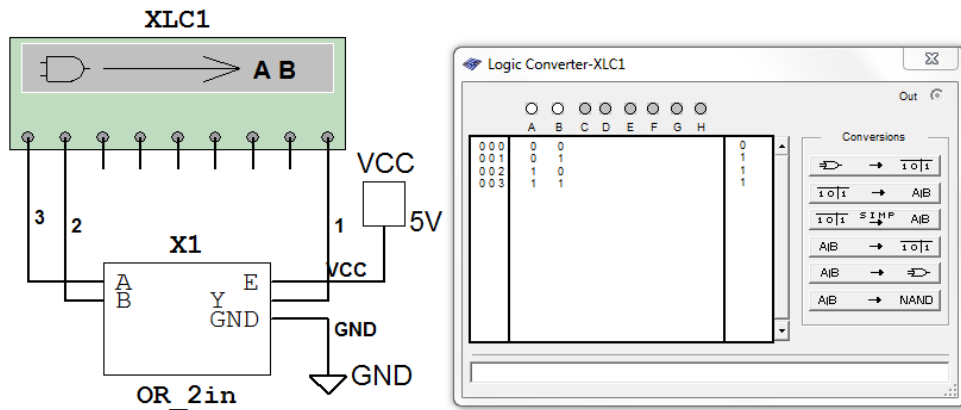 XLC1
A B
3
2
1
VCC
5V
X1
VCC
A
B
E
Y
GND
GND
GND
OR_2in
Logic Converter-XLC1
Out
A B C D E F G H
000 0 0 0
001 0 1 1
002 1 0 1
003 1 1 1
Conversions
→ 1 0|1
1 0|1 → A|B
1 0|1 SIMP → A|B
A|B → 1 0|1
A|B →
A|B → NAND